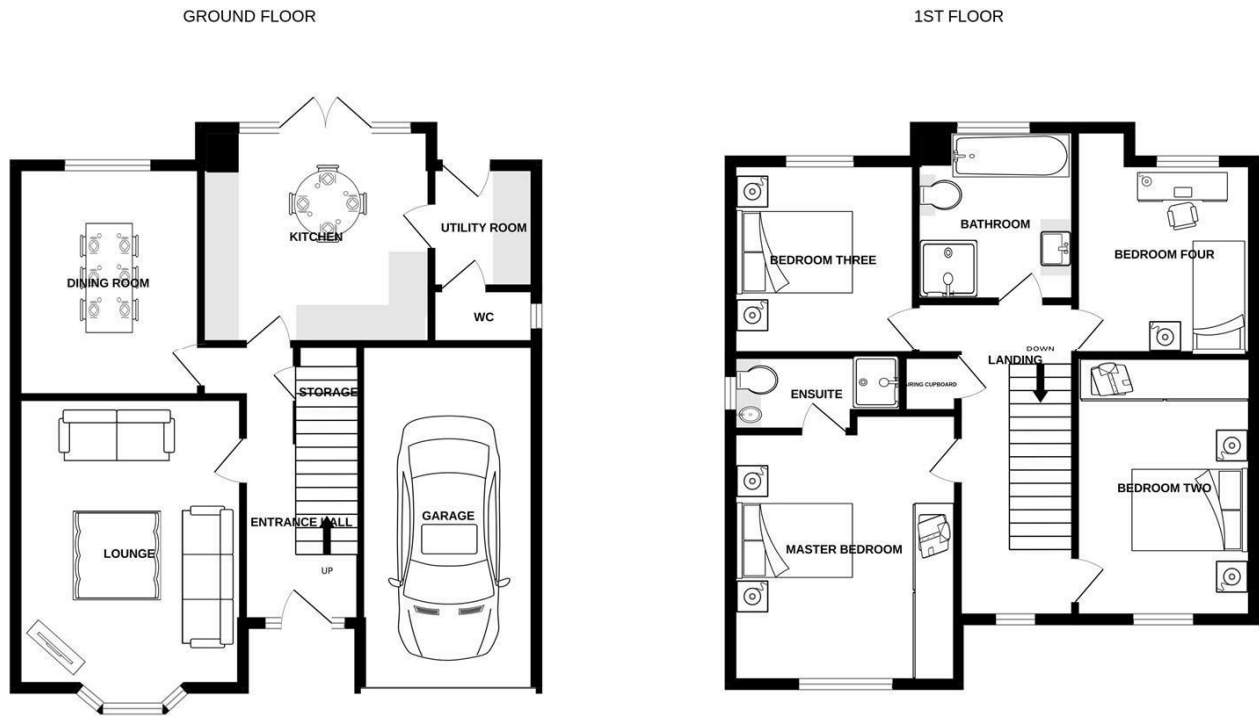 GROUND FLOOR
1ST FLOOR
KITCHEN
UTILITY ROOM
DINING ROOM
WC
STORAGE
ENTRANCE HALL
GARAGE
LOUNGE
UP
BATHROOM
BEDROOM THREE
BEDROOM FOUR
DOWN
LANDING
ENSUITE
AIRING CUPBOARD
BEDROOM TWO
MASTER BEDROOM